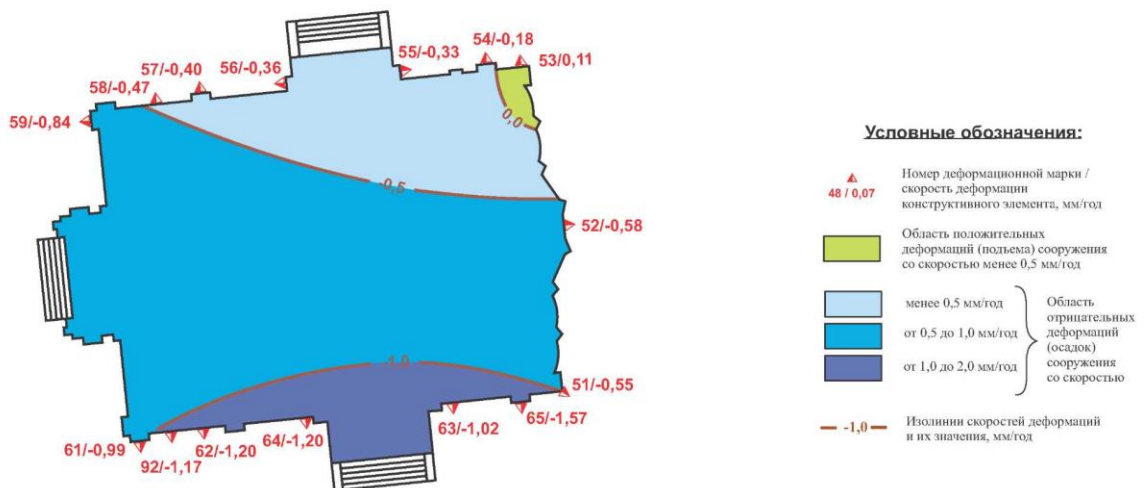 54/-0,18
55/-0,33
53/0,11
56/-0,36
57/-0,40
58/-0,47
59/-0,84
0,0
-0,5
52/-0,58
-1,0
51/-0,55
65/-1,57
63/-1,02
64/-1,20
62/-1,20
61/-0,99
92/-1,17
Условные обозначения:
48 / 0,07
Номер деформационной марки /
скорость деформации
конструктивного элемента, мм/год
Область положительных
деформаций (подъема) сооружения
со скоростью менее 0,5 мм/год
менее 0,5 мм/год
от 0,5 до 1,0 мм/год
от 1,0 до 2,0 мм/год
Область
отрицательных
деформаций
(осадок)
сооружения
со скоростью
-1,0
Изолинии скоростей деформаций
и их значения, мм/год